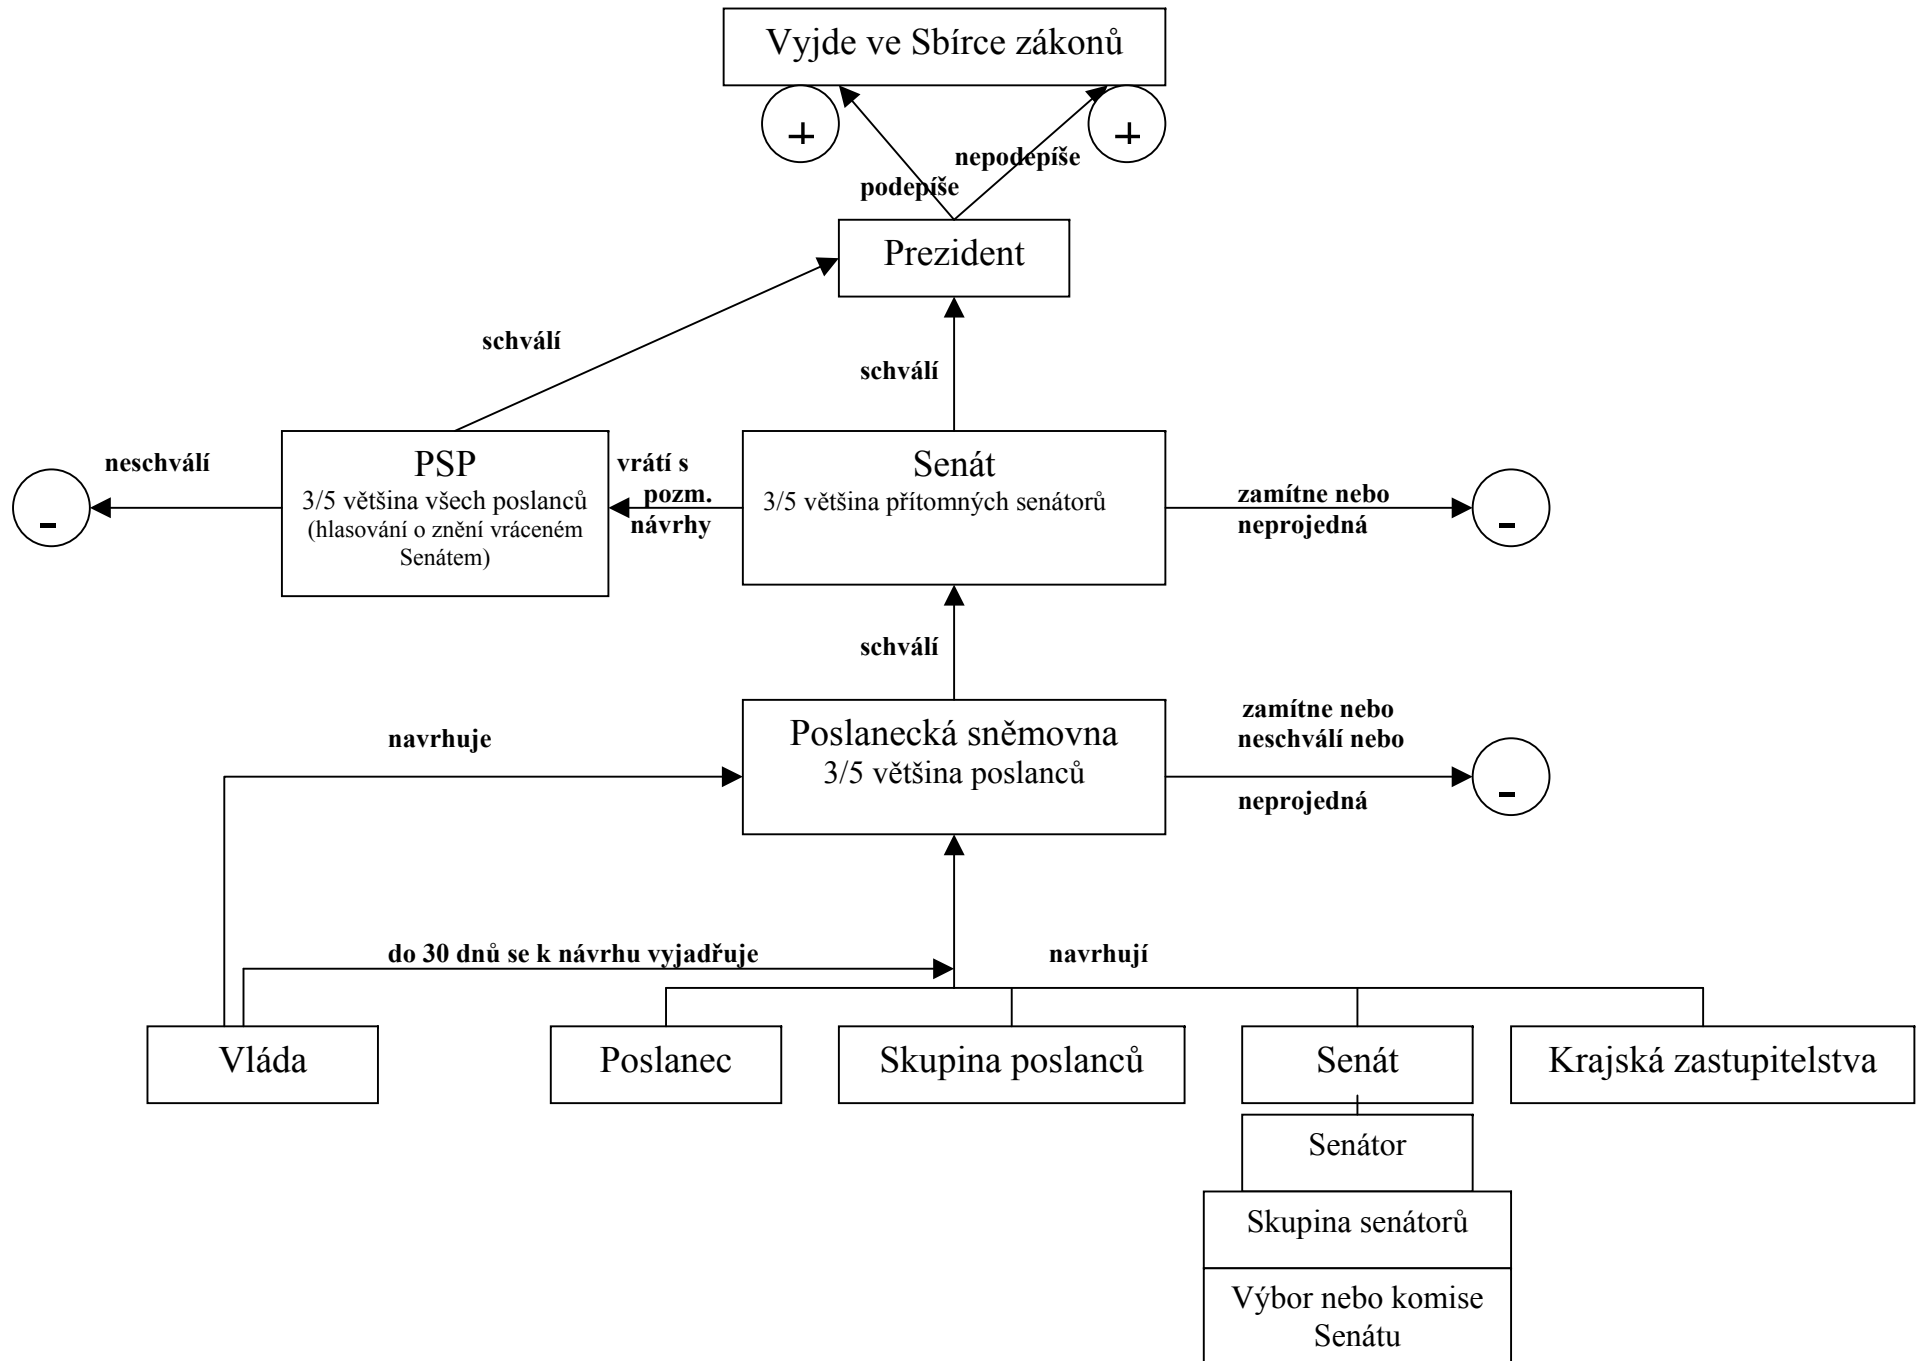 Vyjde ve Sbírce zákonů
+
+
nepodepíše
podepíše
Prezident
schválí
schválí
neschválí
PSP
3/5 většina všech poslanců
(hlasování o znění vráceném
Senátem)
vrátí s
pozm.
návrhy
Senát
3/5 většina přítomných senátorů
zamítne nebo
neprojedná
-
-
schválí
navrhuje
Poslanecká sněmovna
3/5 většina poslanců
zamítne nebo
neschválí nebo
neprojedná
-
do 30 dnů se k návrhu vyjadřuje
navrhují
Vláda
Poslanec
Skupina poslanců
Senát
Krajská zastupitelstva
Senátor
Skupina senátorů
Výbor nebo komise
Senátu